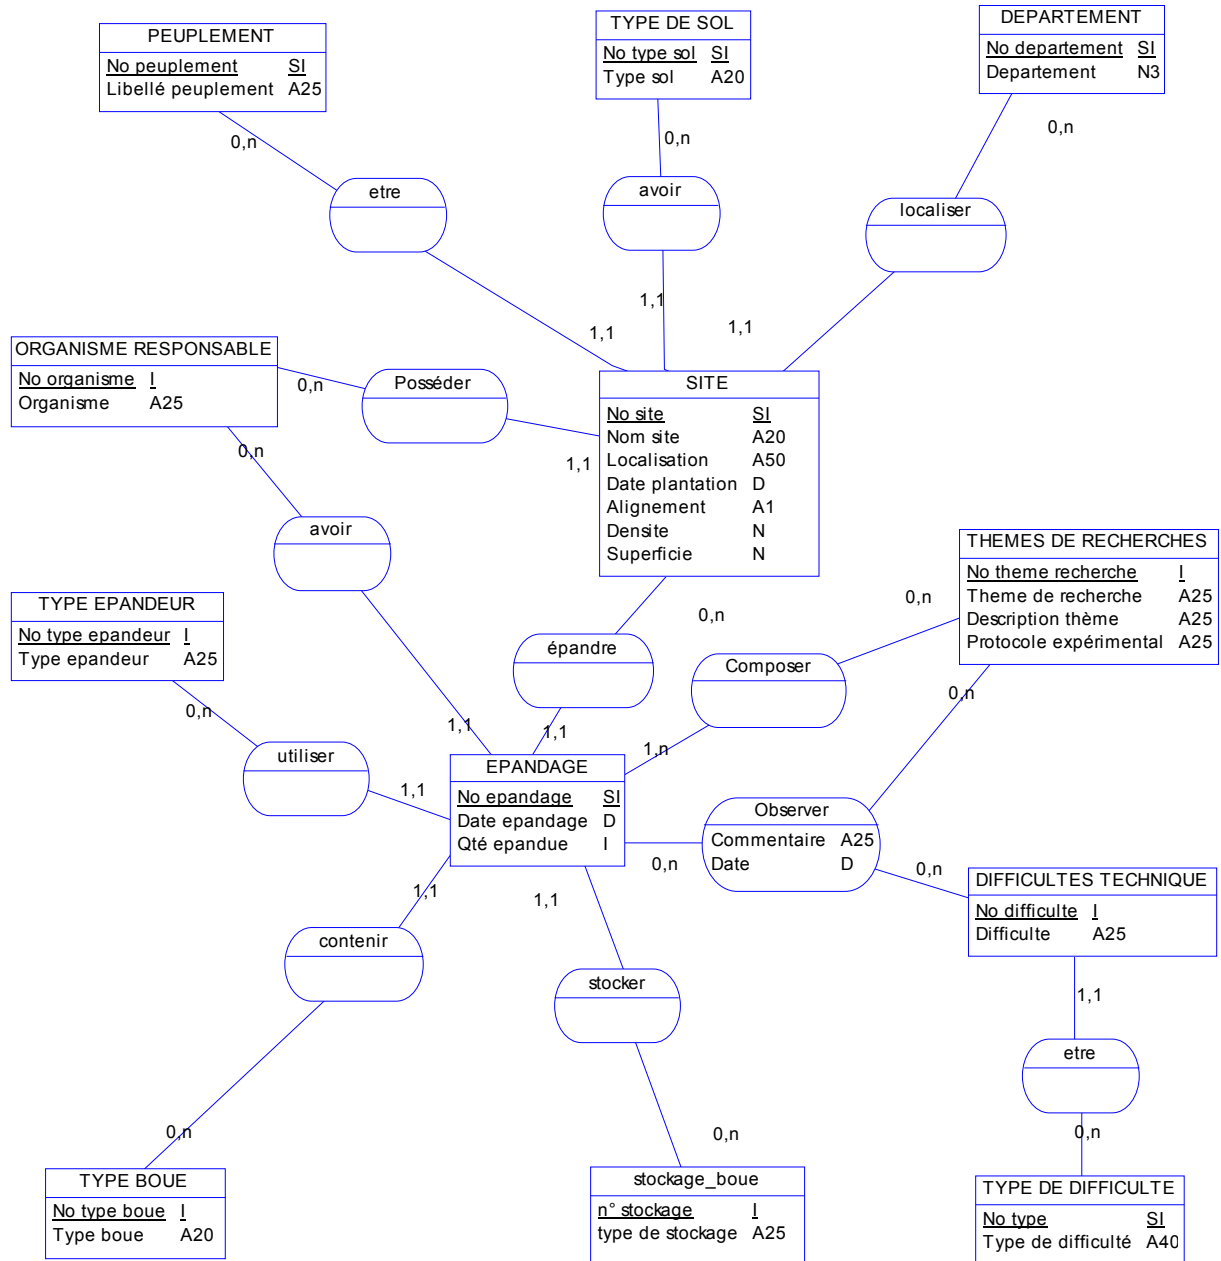 PEUPLEMENT
No peuplement SI
Libellé peuplement A25
TYPE DE SOL
No type sol SI
Type sol A20
DEPARTEMENT
No departement SI
Departement N3
0,n
0,n
0,n
etre
avoir
localiser
1,1
1,1
1,1
ORGANISME RESPONSABLE
No organisme I
Organisme A25
0,n
Posséder
1,1
SITE
No site SI
Nom site A20
Localisation A50
Date plantation D
Alignement A1
Densite N
Superficie N
0,n
avoir
THEMES DE RECHERCHES
No theme recherche I
Theme de recherche A25
Description thème A25
Protocole expérimental A25
TYPE EPANDEUR
No type epandeur I
Type epandeur A25
0,n
0,n
épandre
Composer
0,n
0,n
1,1
1,1
1,n
utiliser
1,1
EPANDAGE
No epandage SI
Date epandage D
Qté epandue I
Observer
Commentaire A25
Date D
0,n
0,n
1,1
1,1
DIFFICULTES TECHNIQUE
No difficulte I
Difficulte A25
contenir
stocker
1,1
etre
0,n
0,n
0,n
TYPE BOUE
No type boue I
Type boue A20
stockage_boue
n° stockage I
type de stockage A25
TYPE DE DIFFICULTE
No type SI
Type de difficulté A40